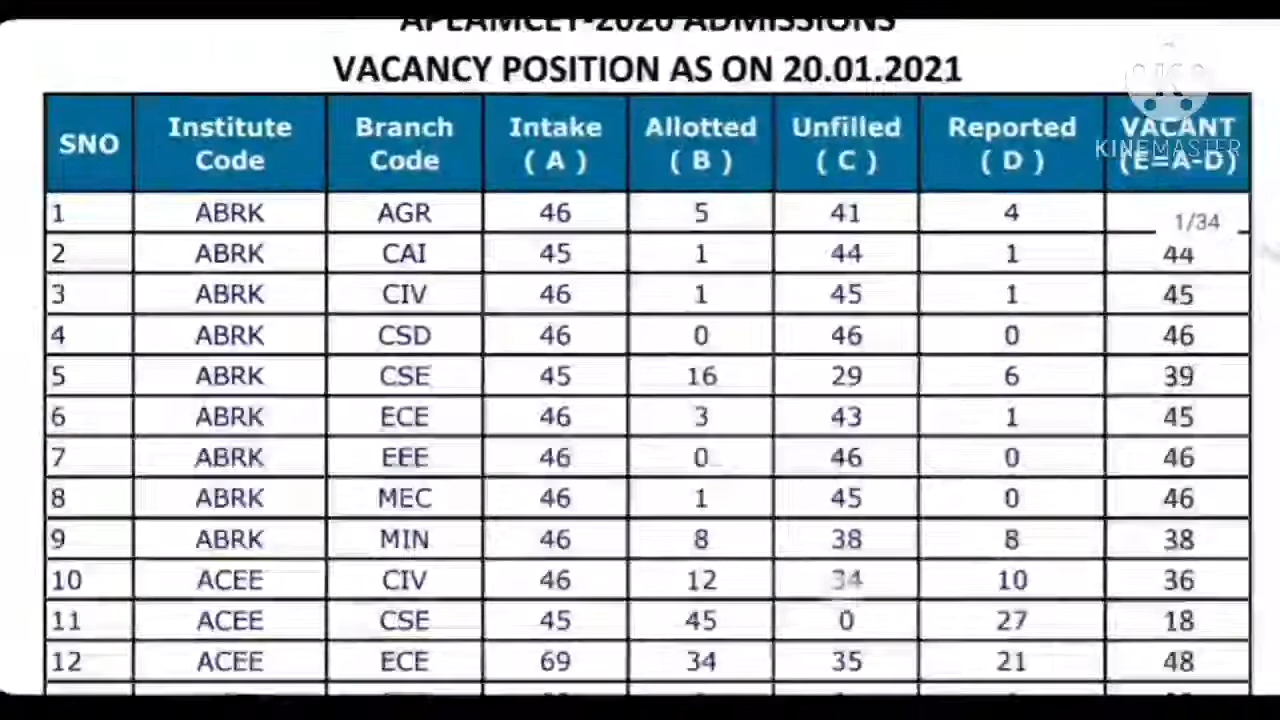 APEAMCET-2020 ADMISSIONS
VACANCY POSITION AS ON 20.01.2021
SNO Institute Code Branch Code Intake ( A ) Allotted ( B ) Unfilled ( C ) Reported ( D ) VACANT (E=A-D)
KINEMASTER
1 ABRK AGR 46 5 41 4
1/34
2 ABRK CAI 45 1 44 1 44
3 ABRK CIV 46 1 45 1 45
4 ABRK CSD 46 0 46 0 46
5 ABRK CSE 45 16 29 6 39
6 ABRK ECE 46 3 43 1 45
7 ABRK EEE 46 0 46 0 46
8 ABRK MEC 46 1 45 0 46
9 ABRK MIN 46 8 38 8 38
10 ACEE CIV 46 12 34 10 36
11 ACEE CSE 45 45 0 27 18
12 ACEE ECE 69 34 35 21 48